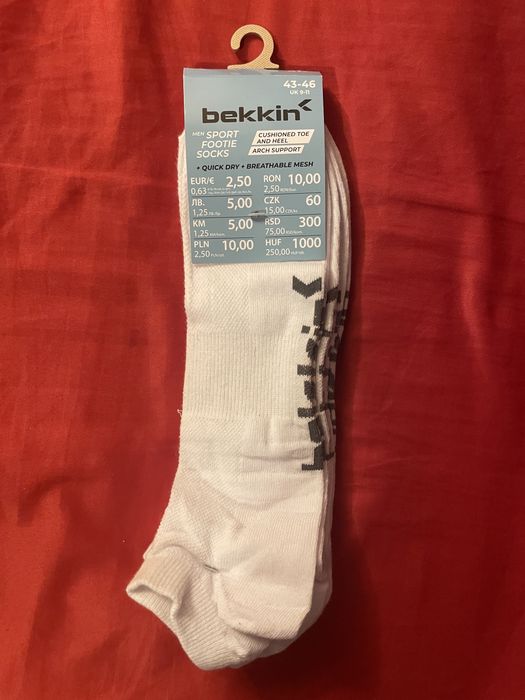 43-46
UK 9-11
bekkin
MEN SPORT FOOTIE SOCKS
CUSHIONED TOE AND HEEL
ARCH SUPPORT
+ QUICK DRY + BREATHABLE MESH
EUR/€ 2,50
0,63
RON 10,00
2,50
ЛВ. 5,00
1,25
CZK 60
15,00
KM 5,00
1,25
RSD 300
75,00
PLN 10,00
2,50
HUF 1000
250,00
bekkin